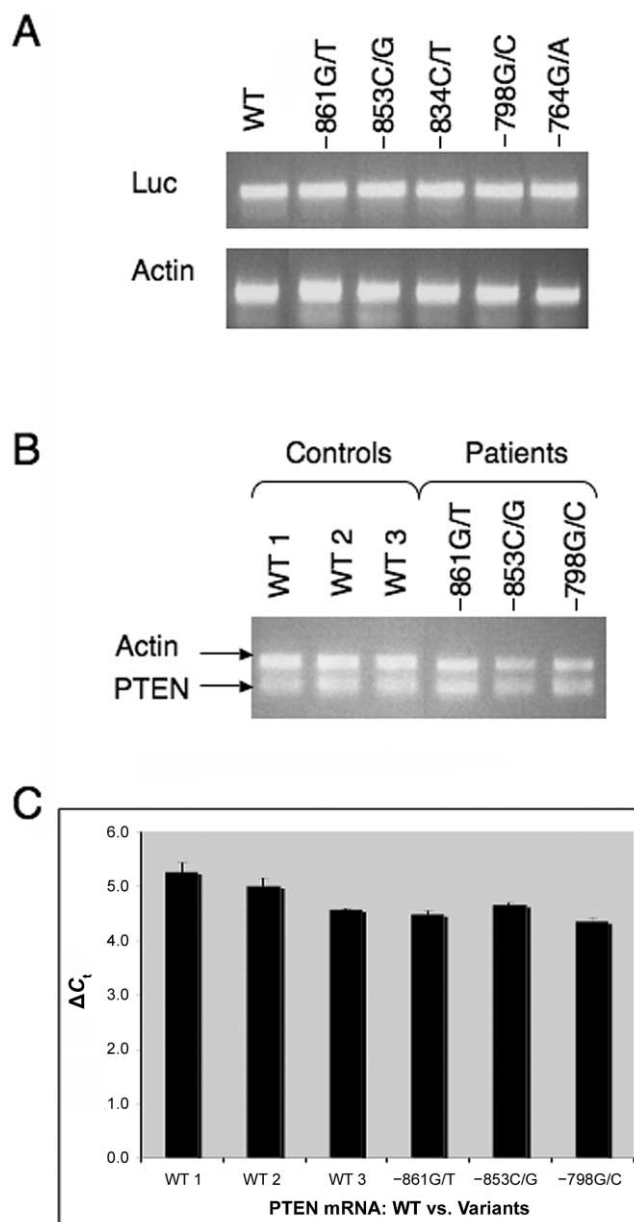 A
WT −861G/T −853C/G −834C/T −798G/C −764G/A
Luc
Actin
B
Controls Patients
WT 1 WT 2 WT 3 −861G/T −853C/G −798G/C
Actin
PTEN
C
6.0
5.0
4.0
3.0
2.0
1.0
0.0
ΔCt
WT 1 WT 2 WT 3 −861G/T −853C/G −798G/C
PTEN mRNA: WT vs. Variants